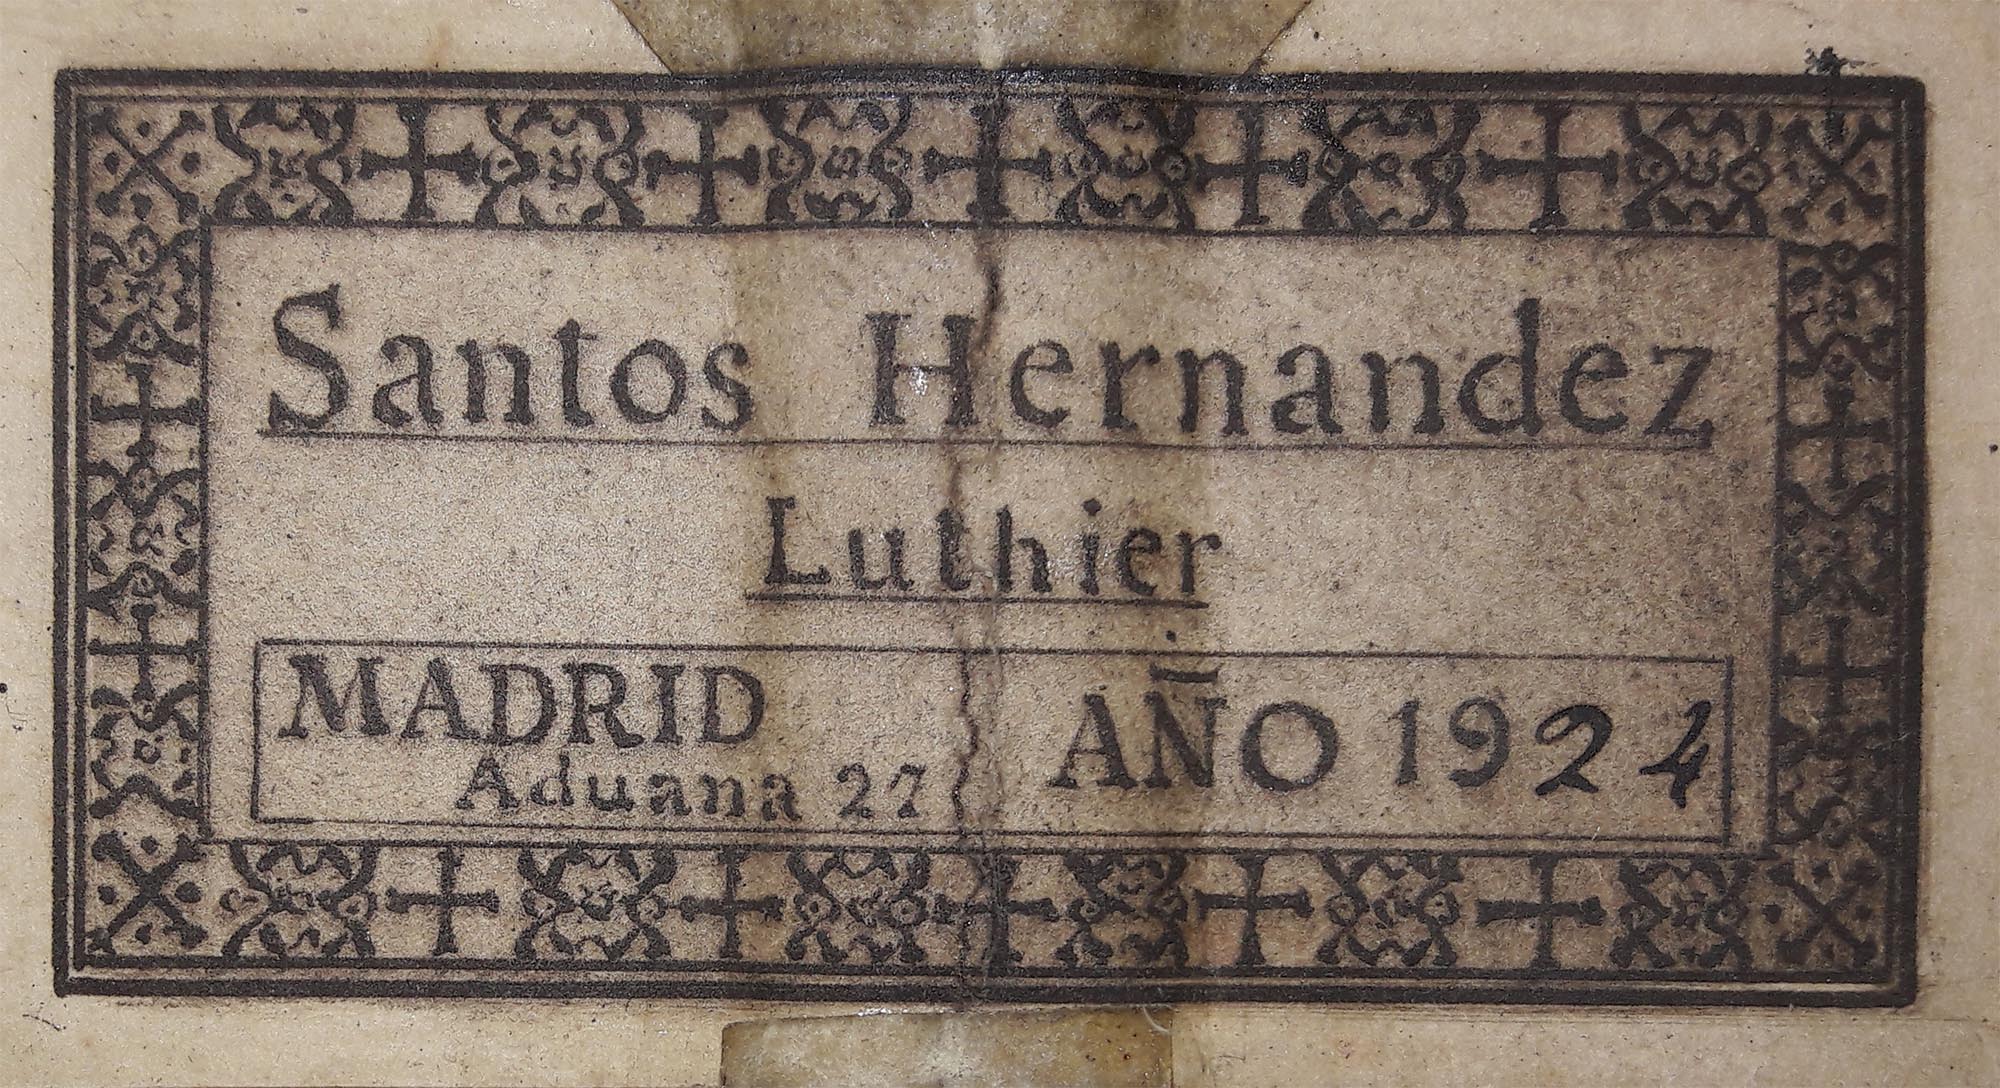 Santos Hernandez
Luthier
MADRID AÑO 1924
Aduana 27